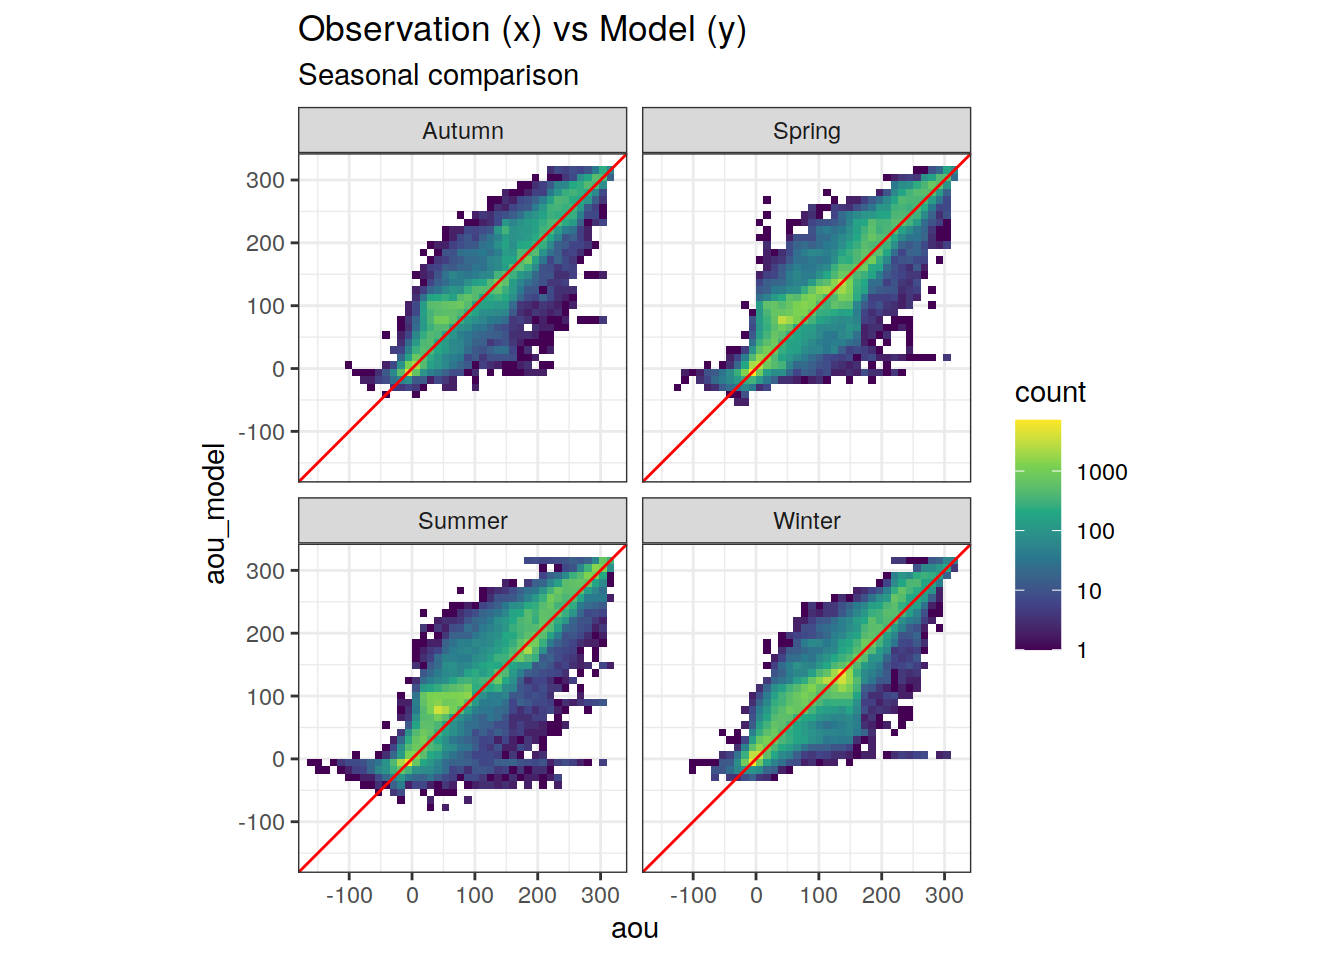 Observation (x) vs Model (y)
Seasonal comparison
Autumn
Spring
300
200
100
0
-100
Summer
Winter
300
200
100
0
-100
-100 0 100 200 300
-100 0 100 200 300
aou
aou_model
count
1000
100
10
1